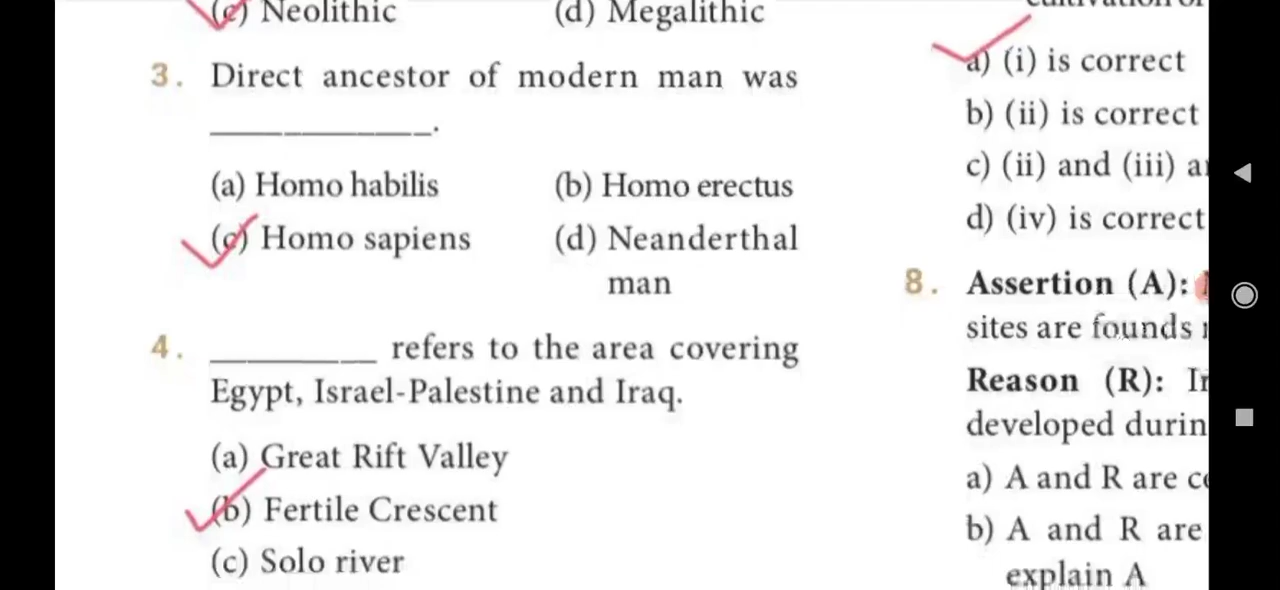 (c) Neolithic (d) Megalithic
3. Direct ancestor of modern man was
____________.
(a) Homo habilis (b) Homo erectus
(c) Homo sapiens (d) Neanderthal
man
4. _________ refers to the area covering
Egypt, Israel-Palestine and Iraq.
(a) Great Rift Valley
(b) Fertile Crescent
(c) Solo river
a) (i) is correct
b) (ii) is correct
c) (ii) and (iii)
d) (iv) is correct
8. Assertion (A):
sites are founds
Reason (R):
developed
a) A and R are
b) A and R are
explain A